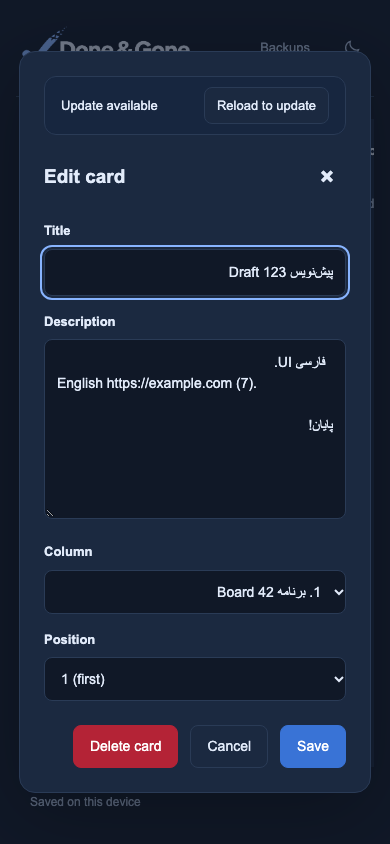 Done & Gone
Backups
Update available
Reload to update
Edit card
×
Title
پیش‌نویس Draft 123
Description
فارسی UI.
English https://example.com (7).
پایان!
Column
1. برنامه Board 42
Position
1 (first)
Delete card
Cancel
Save
Saved on this device